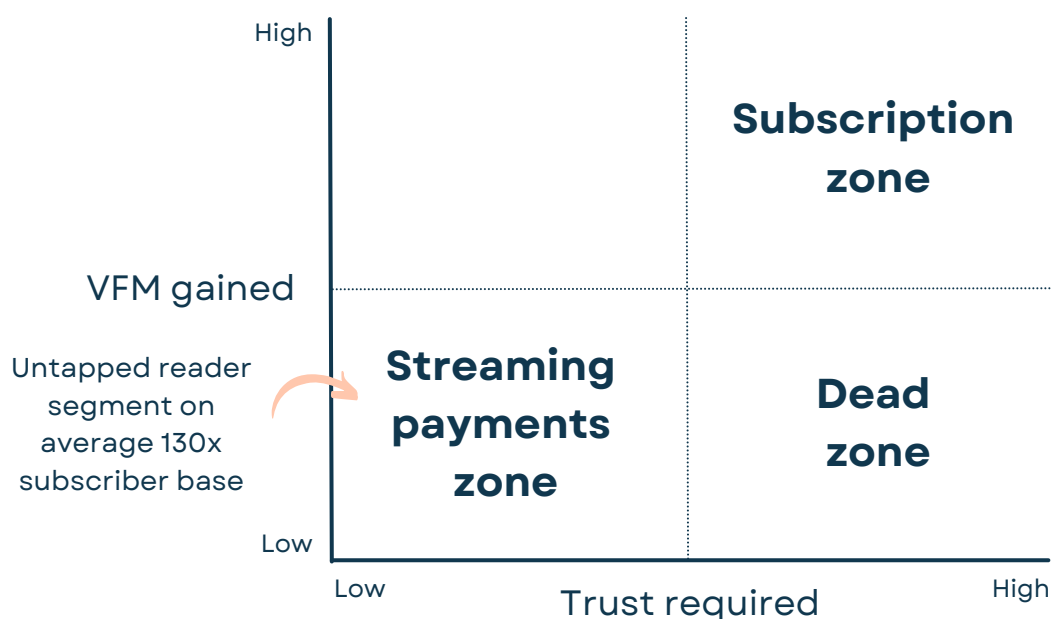 High
Subscription
zone
VFM gained
Untapped reader
segment on
average 130x
subscriber base
Streaming
payments
zone
Dead
zone
Low
Low
Trust required
High